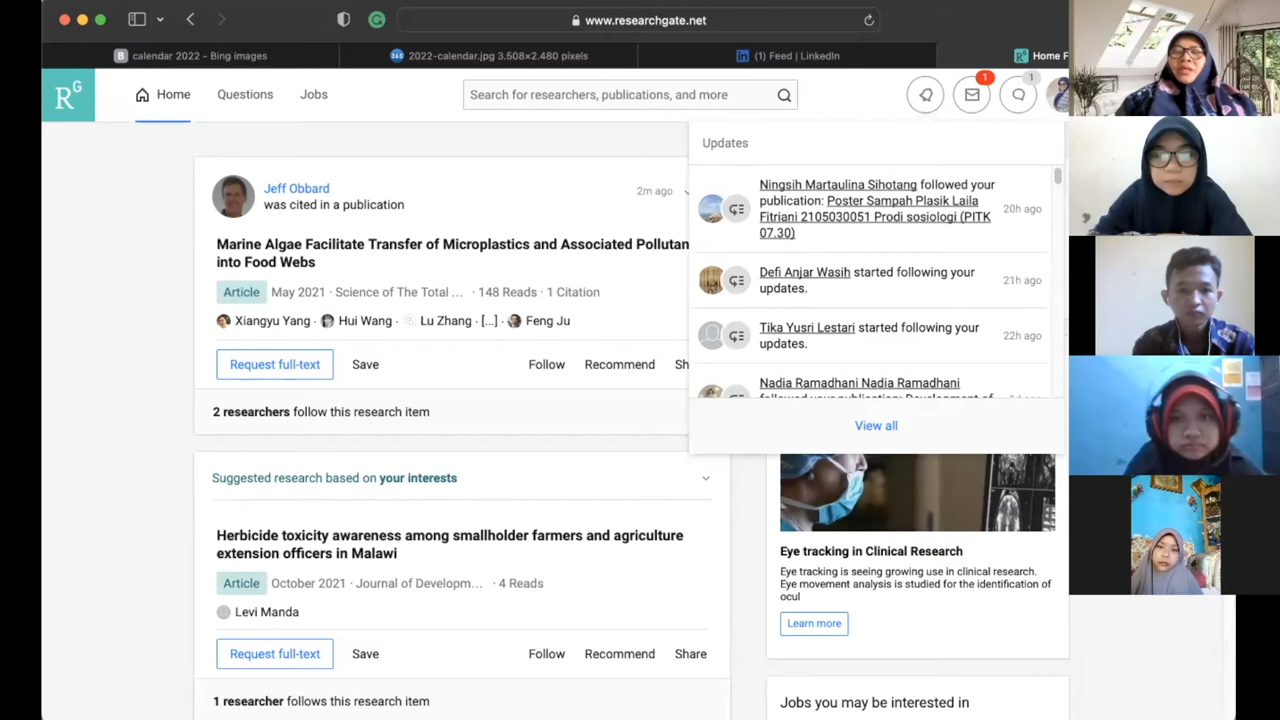 www.researchgate.net
calendar 2022 - Bing images
2022-calendar.jpg 3.508×2.480 pixels
(1) Feed | LinkedIn
Home F
RG
Home
Questions
Jobs
Search for researchers, publications, and more
1
1
Updates
Jeff Obbard
was cited in a publication
2m ago
Marine Algae Facilitate Transfer of Microplastics and Associated Pollutan
into Food Webs
Article May 2021 · Science of The Total ... · 148 Reads · 1 Citation
Xiangyu Yang · Hui Wang · Lu Zhang · [...] · Feng Ju
Request full-text
Save
Follow
Recommend
Sh
2 researchers follow this research item
Ningsih Martaulina Sihotang followed your
publication: Poster Sampah Plasik Laila
Fitriani 2105030051 Prodi sosiologi (PITK
07.30)
20h ago
Defi Anjar Wasih started following your
updates.
21h ago
Tika Yusri Lestari started following your
updates.
22h ago
Nadia Ramadhani Nadia Ramadhani
followed your publication: Development of
View all
Suggested research based on your interests
Herbicide toxicity awareness among smallholder farmers and agriculture
extension officers in Malawi
Article October 2021 · Journal of Developm... · 4 Reads
Levi Manda
Request full-text
Save
Follow
Recommend
Share
1 researcher follows this research item
Eye tracking in Clinical Research
Eye tracking is seeing growing use in clinical research.
Eye movement analysis is studied for the identification of
ocul
Learn more
Jobs you may be interested in